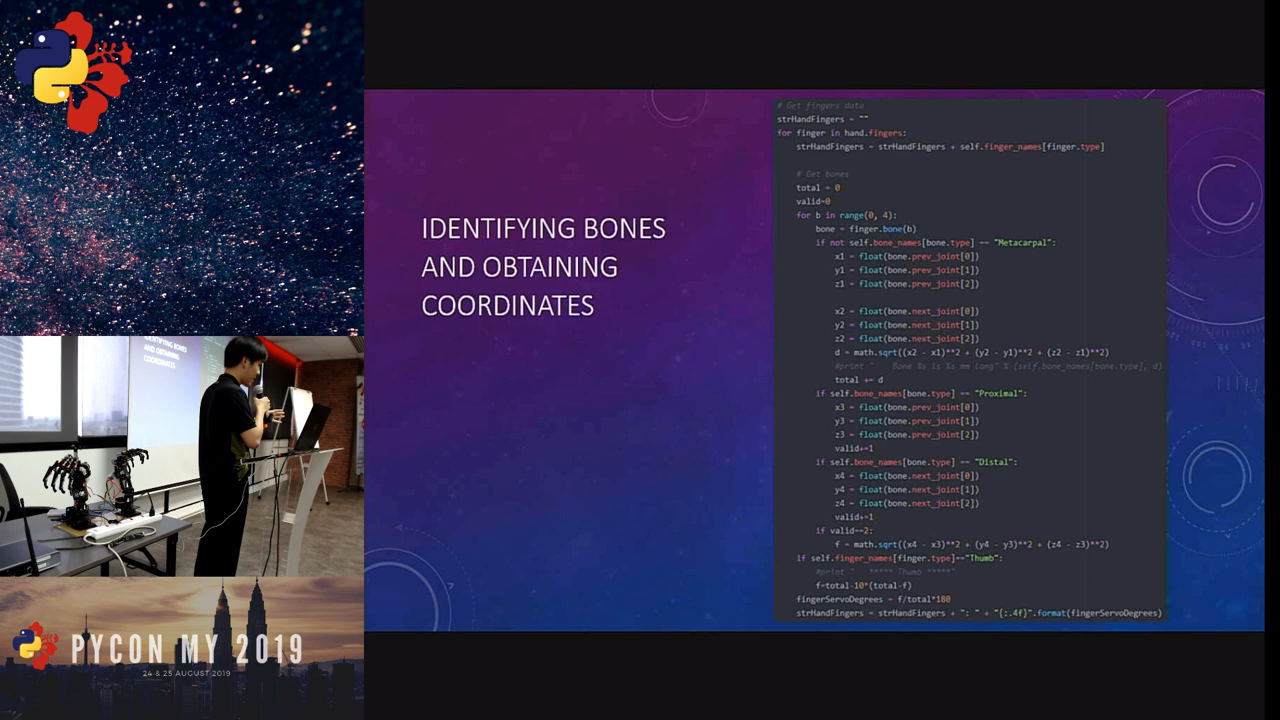 IDENTIFYING BONES
AND OBTAINING
COORDINATES
# Get fingers data
strHandFingers = ""
for finger in hand.fingers:
strHandFingers = strHandFingers + self.finger_names[finger.type]
# Get bones
total = 0
valid=0
for b in range(0, 4):
bone = finger.bone(b)
if not self.bone_names[bone.type] == "Metacarpal":
x1 = float(bone.prev_joint[0])
y1 = float(bone.prev_joint[1])
z1 = float(bone.prev_joint[2])
x2 = float(bone.next_joint[0])
y2 = float(bone.next_joint[1])
z2 = float(bone.next_joint[2])
d = math.sqrt((x2 - x1)**2 + (y2 - y1)**2 + (z2 - z1)**2)
#print "    Bone %s is %s mm long" % (self.bone_names[bone.type], d)
total += d
if self.bone_names[bone.type] == "Proximal":
x3 = float(bone.prev_joint[0])
y3 = float(bone.prev_joint[1])
z3 = float(bone.prev_joint[2])
valid+=1
if self.bone_names[bone.type] == "Distal":
x4 = float(bone.next_joint[0])
y4 = float(bone.next_joint[1])
z4 = float(bone.next_joint[2])
valid+=1
if valid==2:
f = math.sqrt((x4 - x3)**2 + (y4 - y3)**2 + (z4 - z3)**2)
if self.finger_names[finger.type]=="Thumb":
#print "   ***** Thumb *****"
f=total-10*(total-f)
fingerServoDegrees = f/total*180
strHandFingers = strHandFingers + ": " + "{:.4f}".format(fingerServoDegrees)
IDENTIFYING BONES
AND OBTAINING
COORDINATES
PYCON MY 2019
24 & 25 AUGUST 2019